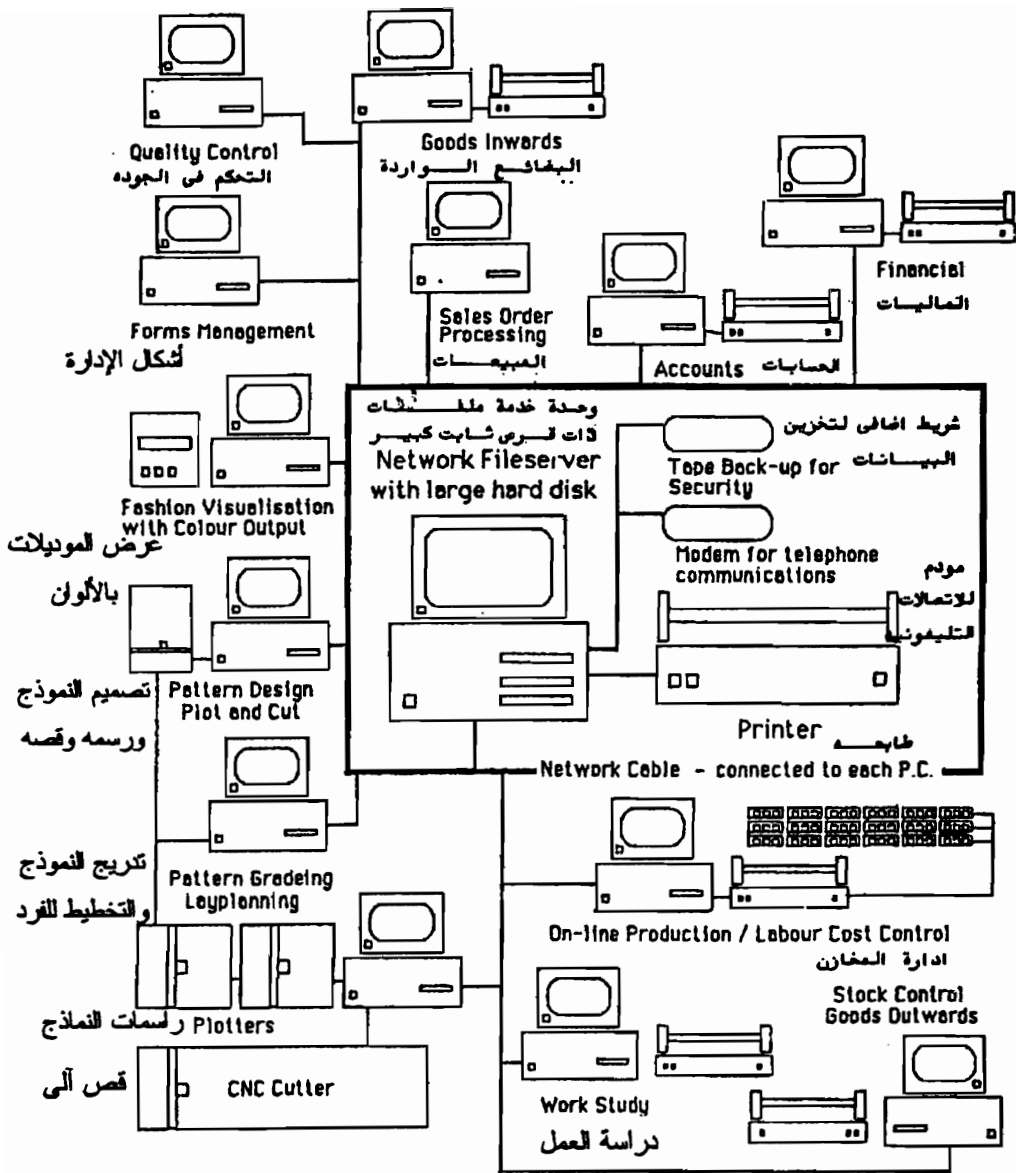 Quality Control
التحكم فى الجوده
Goods Inwards
البضائع الواردة
Forms Management
أشكال الإدارة
Sales Order
Processing
المبيعات
Accounts الحسابات
Financial
الماليات
Fashion Visualisation
with Colour Output
عرض الموديلات
بالألوان
وحدة خدمة ملفات
ذات قرص ثابت كبير
Network Fileserver
with large hard disk
شريط اضافى لتخزين
البيانات
Tape Back-up for
Security
Modem for telephone
communications
مودم
للاتصالات
التليفونيه
Printer
طابعه
Network Cable - connected to each P.C.
Pattern Design
Plot and Cut
تصميم النموذج
ورسمه وقصه
Pattern Gradeing
Layplanning
تدريج النموذج
والتخطيط للفرد
Plotters راسمات النماذج
CNC Cutter
قص آلى
On-line Production / Labour Cost Control
ادارة المخازن
Stock Control
Goods Outwards
Work Study
دراسة العمل